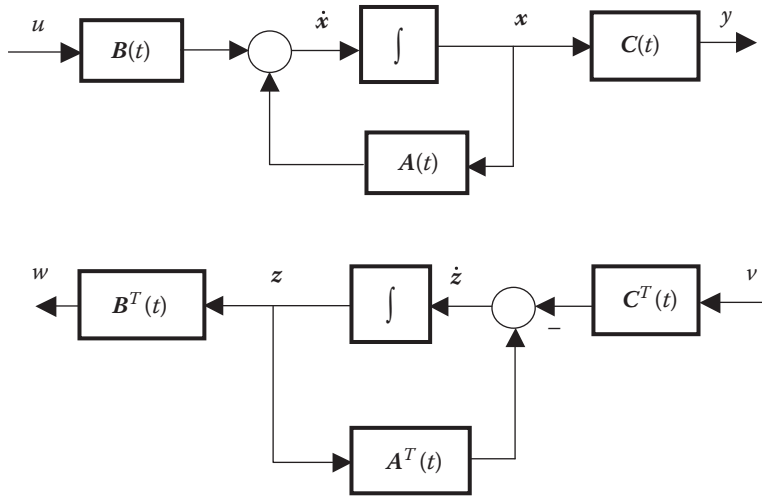 u
B(t)
ẋ
∫
x
C(t)
y
A(t)
w
Bᵀ(t)
z
∫
ż
−
Cᵀ(t)
v
Aᵀ(t)